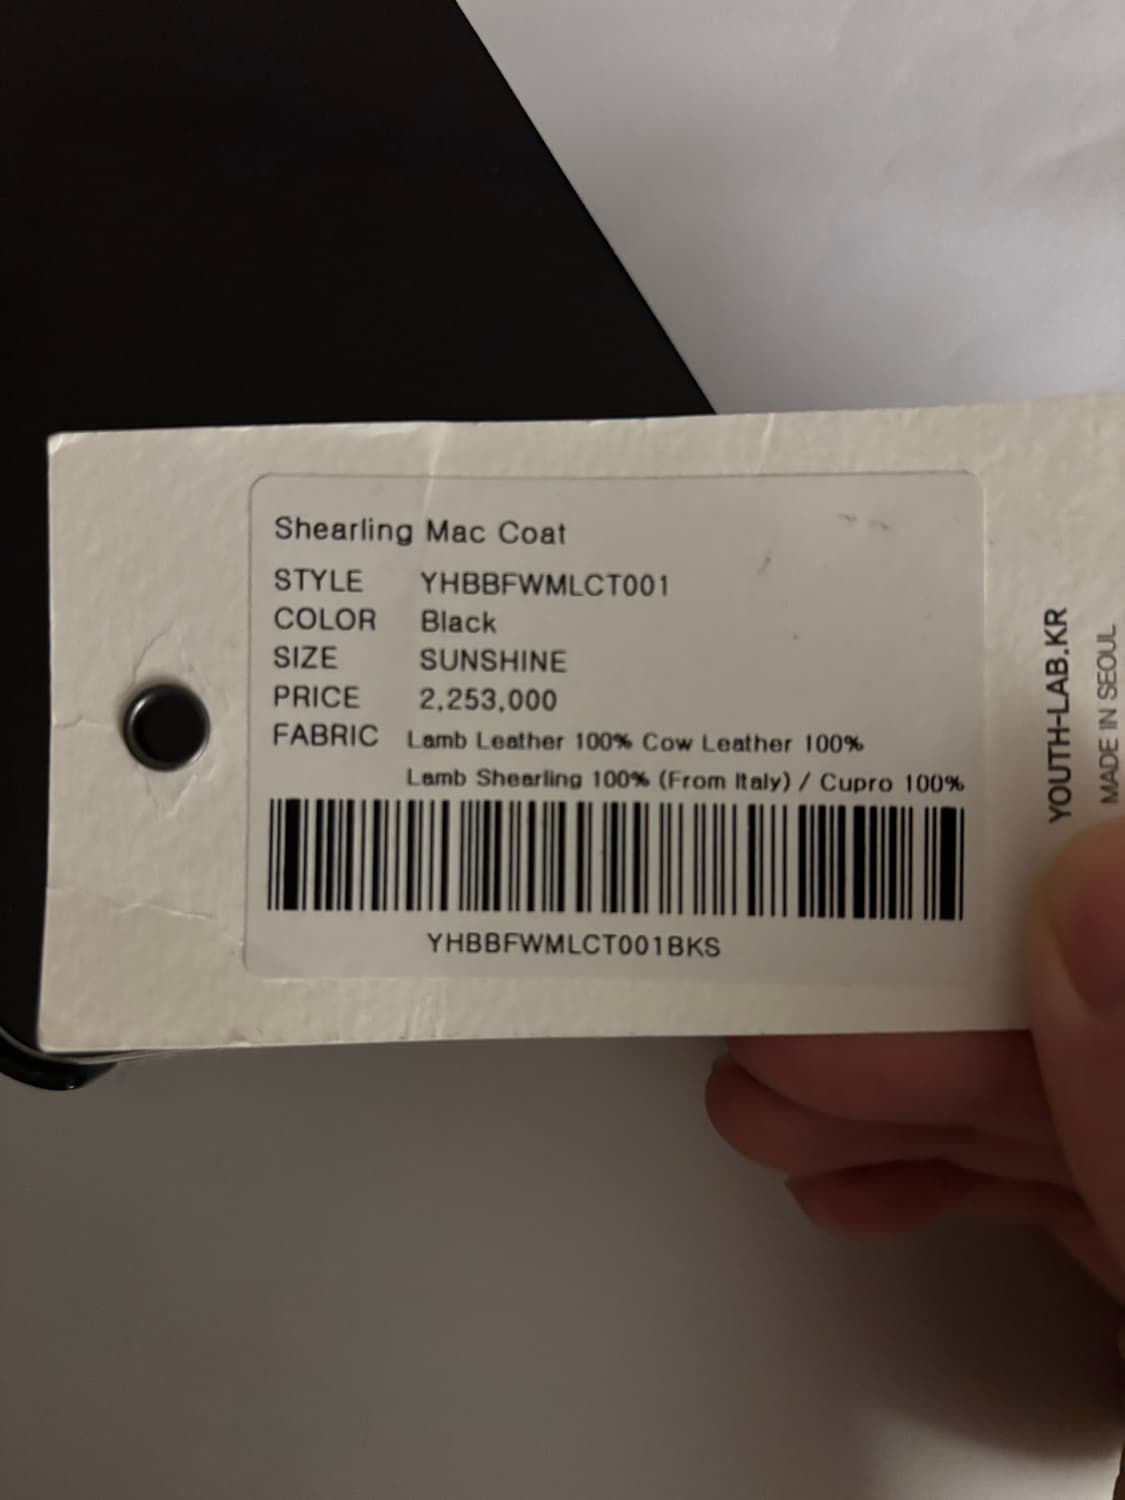 Shearling Mac Coat
STYLE YHBBFWMLCT001
COLOR Black
SIZE SUNSHINE
PRICE 2,253,000
FABRIC Lamb Leather 100% Cow Leather 100%
Lamb Shearling 100% (From Italy) / Cupro 100%
YHBBFWMLCT001BKS
YOUTH-LAB.KR
MADE IN SEOUL